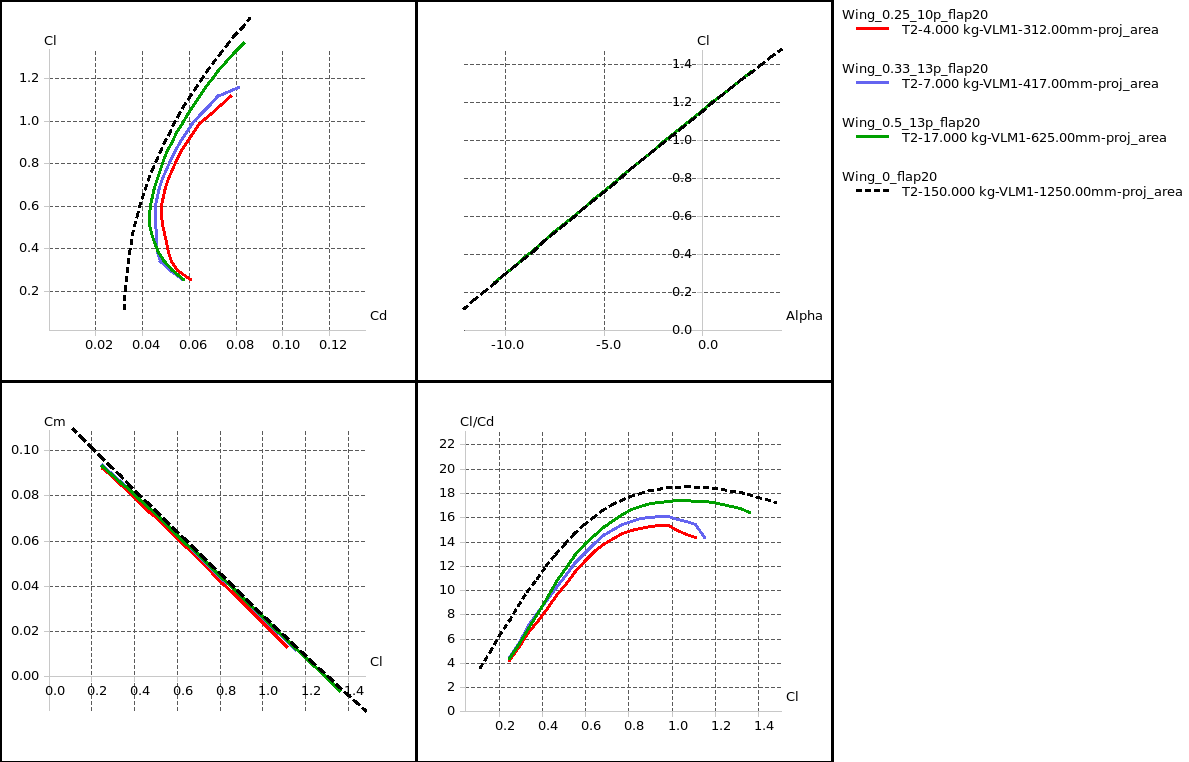 Cl
1.2
1.0
0.8
0.6
0.4
0.2
Cd
0.02 0.04 0.06 0.08 0.10 0.12
Cl
1.4
1.2
1.0
0.8
0.6
0.4
0.2
0.0
Alpha
-10.0 -5.0 0.0
Wing_0.25_10p_flap20
T2-4.000 kg-VLM1-312.00mm-proj_area
Wing_0.33_13p_flap20
T2-7.000 kg-VLM1-417.00mm-proj_area
Wing_0.5_13p_flap20
T2-17.000 kg-VLM1-625.00mm-proj_area
Wing_0_flap20
T2-150.000 kg-VLM1-1250.00mm-proj_area
Cm
0.10
0.08
0.06
0.04
0.02
0.00
Cl
0.0 0.2 0.4 0.6 0.8 1.0 1.2 1.4
Cl/Cd
22
20
18
16
14
12
10
8
6
4
2
0
Cl
0.2 0.4 0.6 0.8 1.0 1.2 1.4